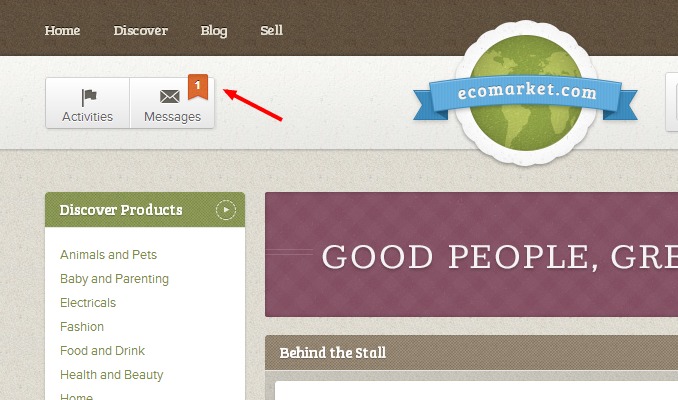 Home Discover Blog Sell
1
Activities Messages
ecomarket.com
Discover Products
Animals and Pets
Baby and Parenting
Electricals
Fashion
Food and Drink
Health and Beauty
Home
GOOD PEOPLE, GRE
Behind the Stall